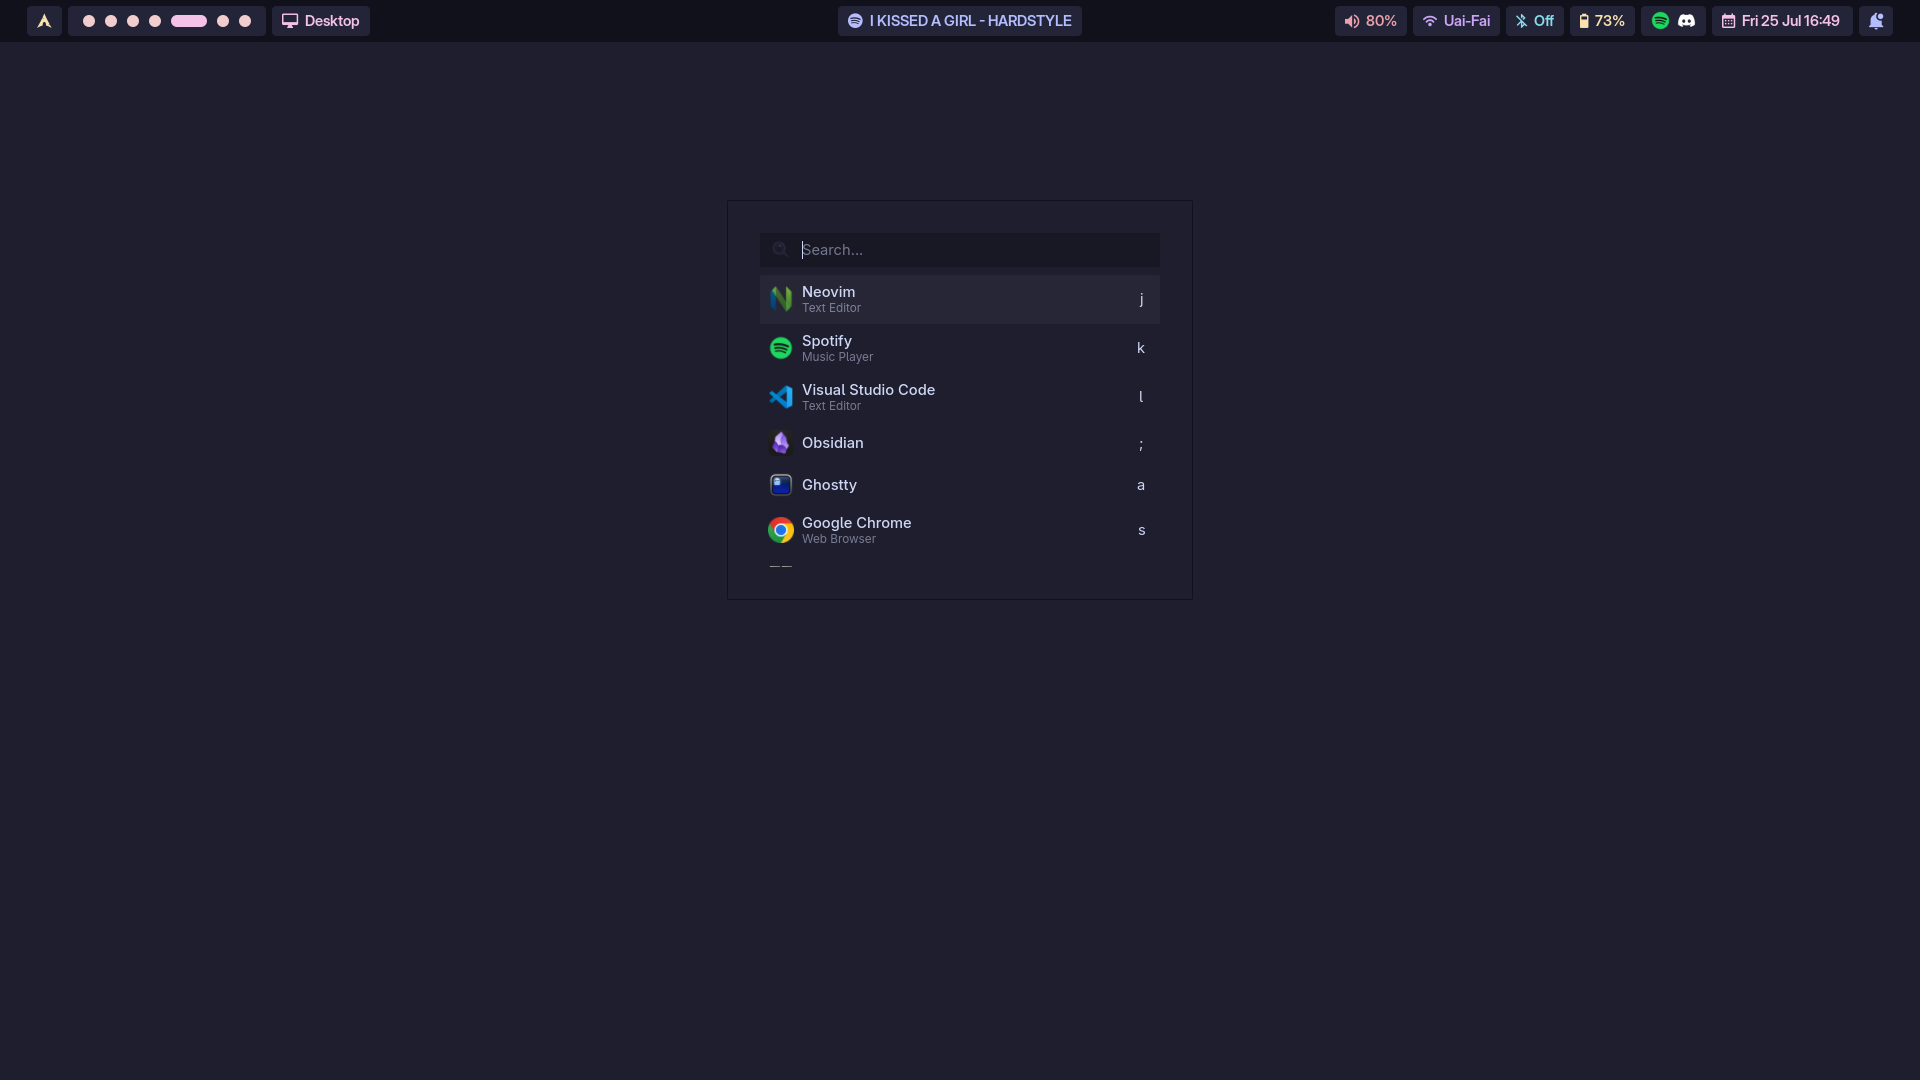 Desktop
I KISSED A GIRL - HARDSTYLE
80%
Uai-Fai
Off
73%
Fri 25 Jul 16:49
Search...
Neovim
Text Editor
j
Spotify
Music Player
k
Visual Studio Code
Text Editor
l
Obsidian
;
Ghostty
a
Google Chrome
Web Browser
s